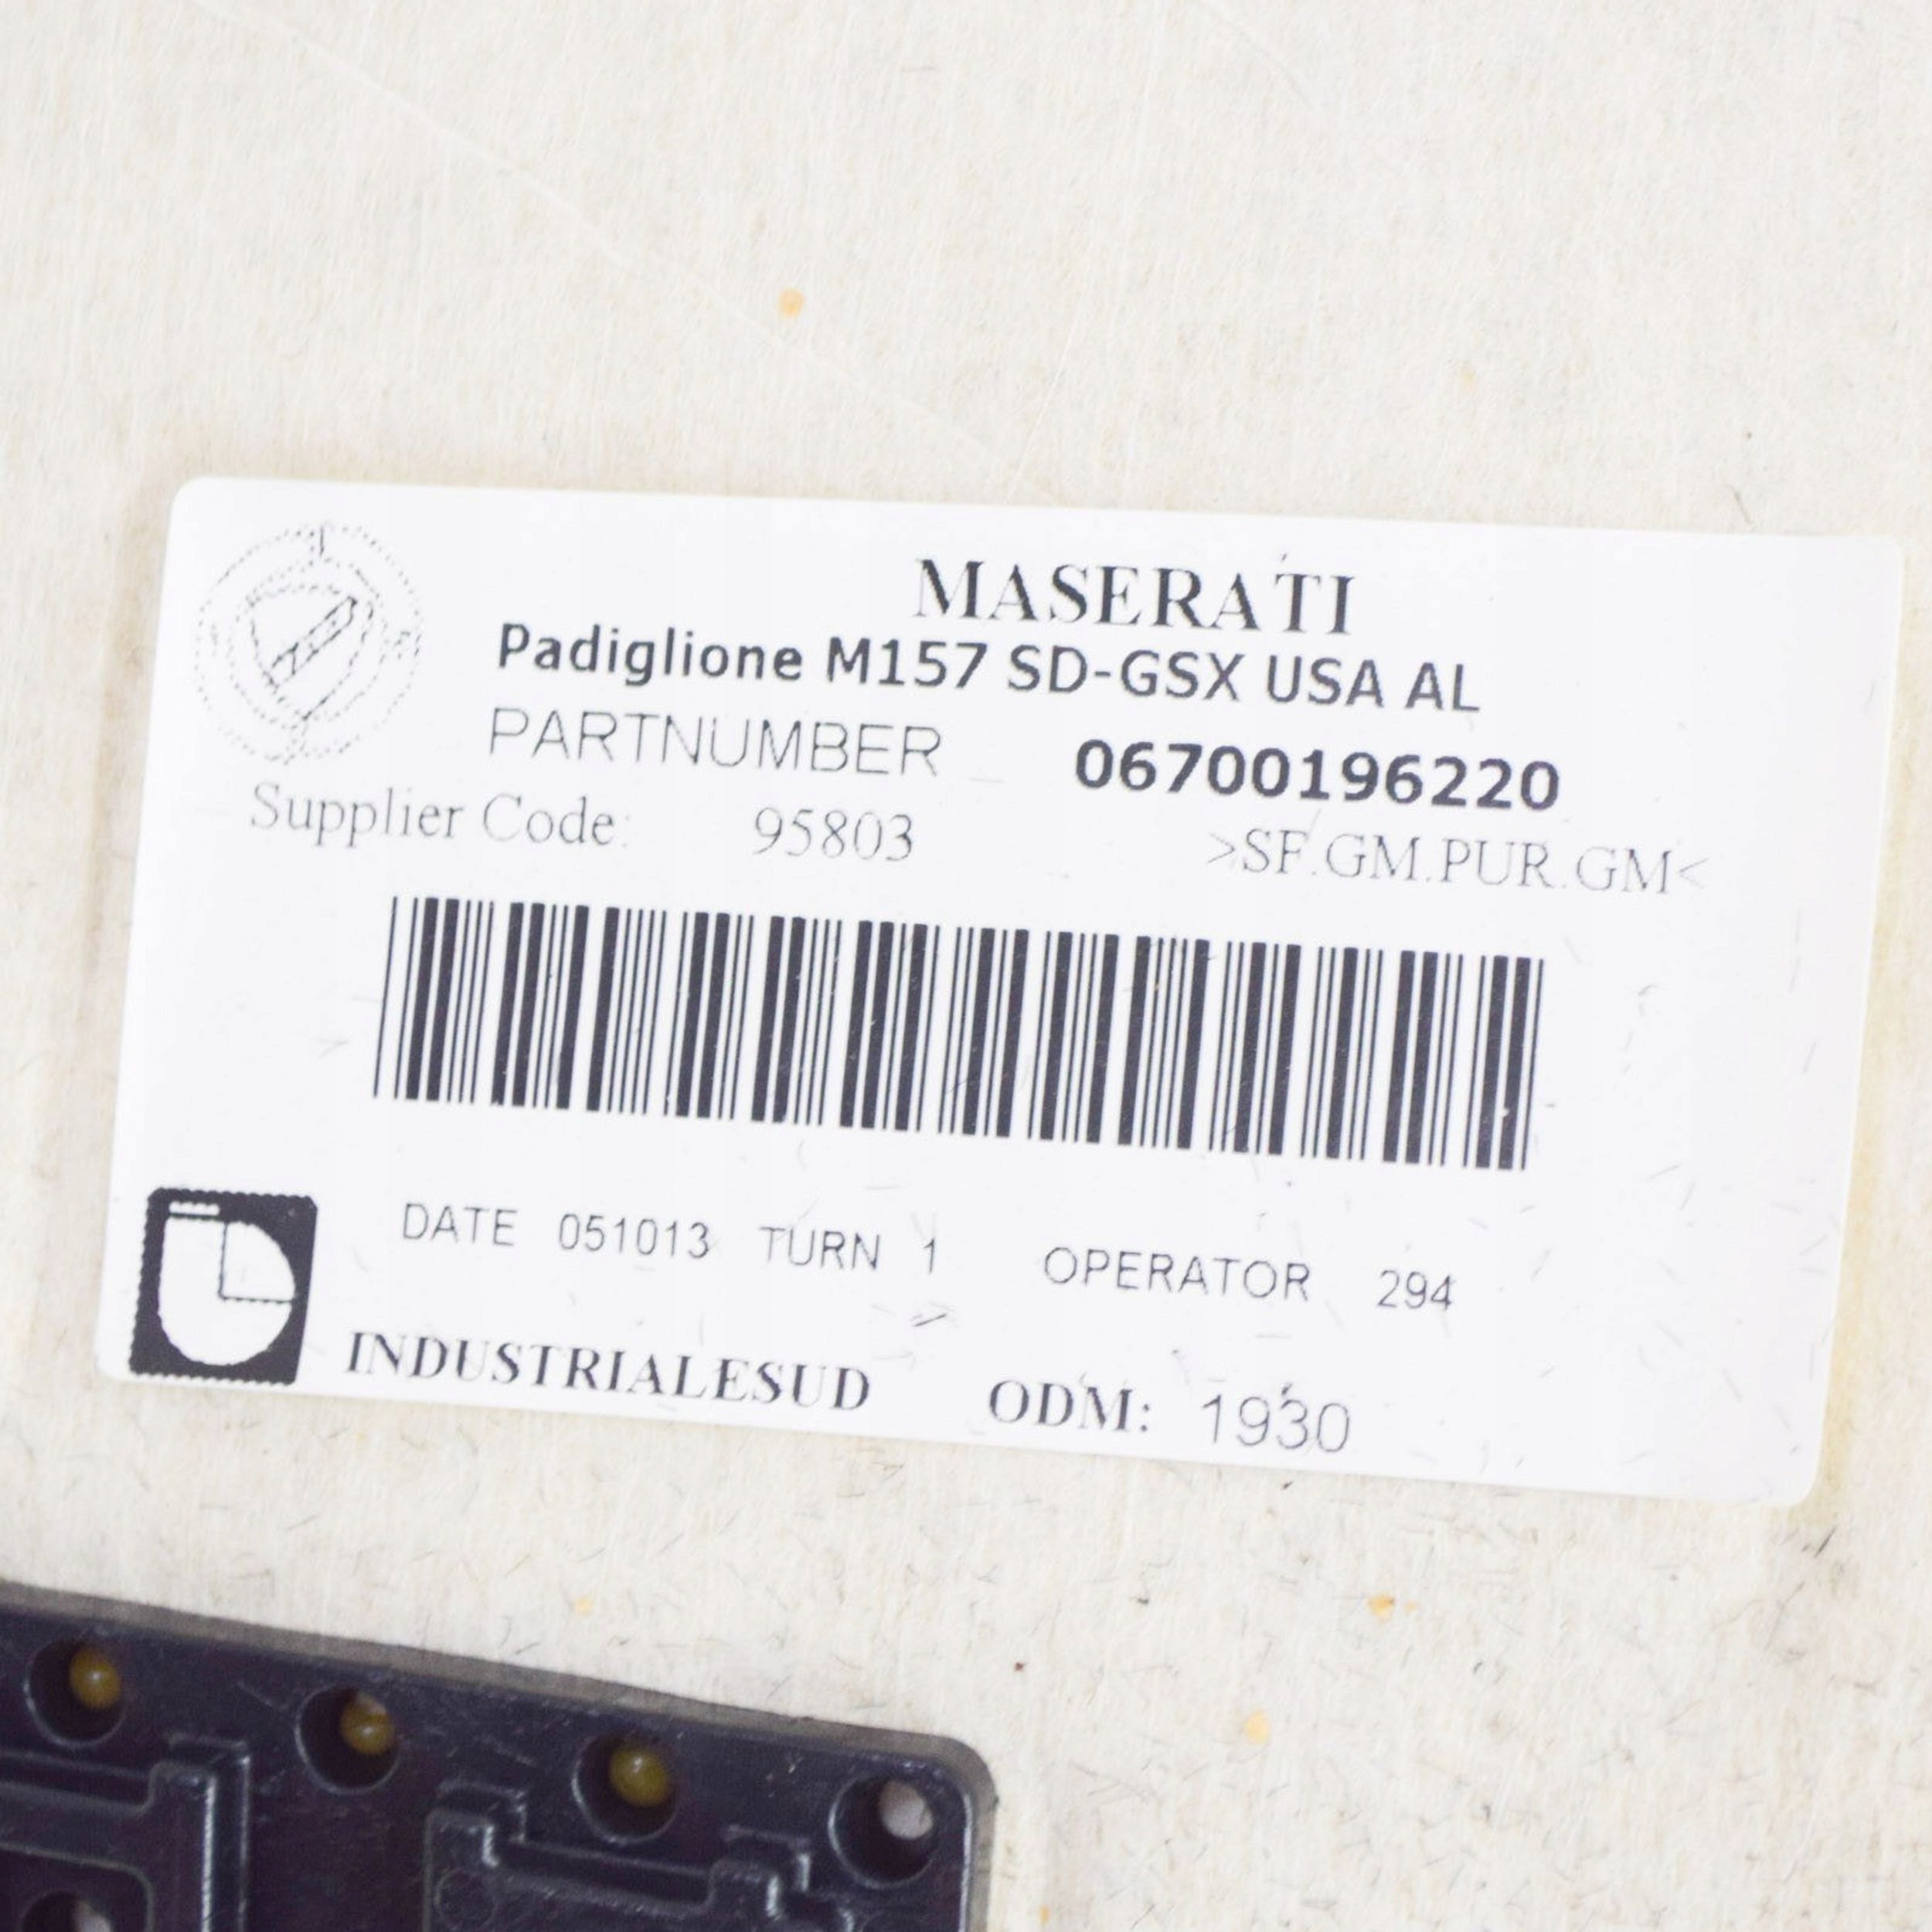 MASERATI
Padiglione M157 SD-GSX USA AL
PARTNUMBER 06700196220
Supplier Code: 95803 >SF.GM.PUR.GM<
DATE 051013 TURN 1 OPERATOR 294
INDUSTRIALESUD ODM: 1930